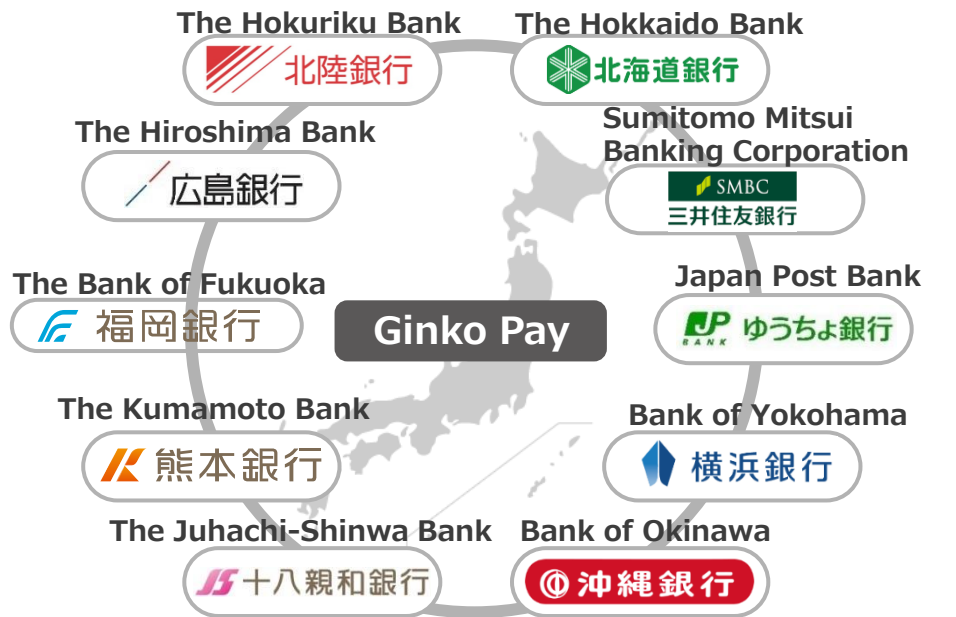 The Hokuriku Bank
北陸銀行
The Hokkaido Bank
北海道銀行
The Hiroshima Bank
広島銀行
Sumitomo Mitsui
Banking Corporation
SMBC
三井住友銀行
The Bank of Fukuoka
福岡銀行
Ginko Pay
Japan Post Bank
JP
BANK
ゆうちょ銀行
The Kumamoto Bank
熊本銀行
Bank of Yokohama
横浜銀行
The Juhachi-Shinwa Bank
十八親和銀行
Bank of Okinawa
沖縄銀行